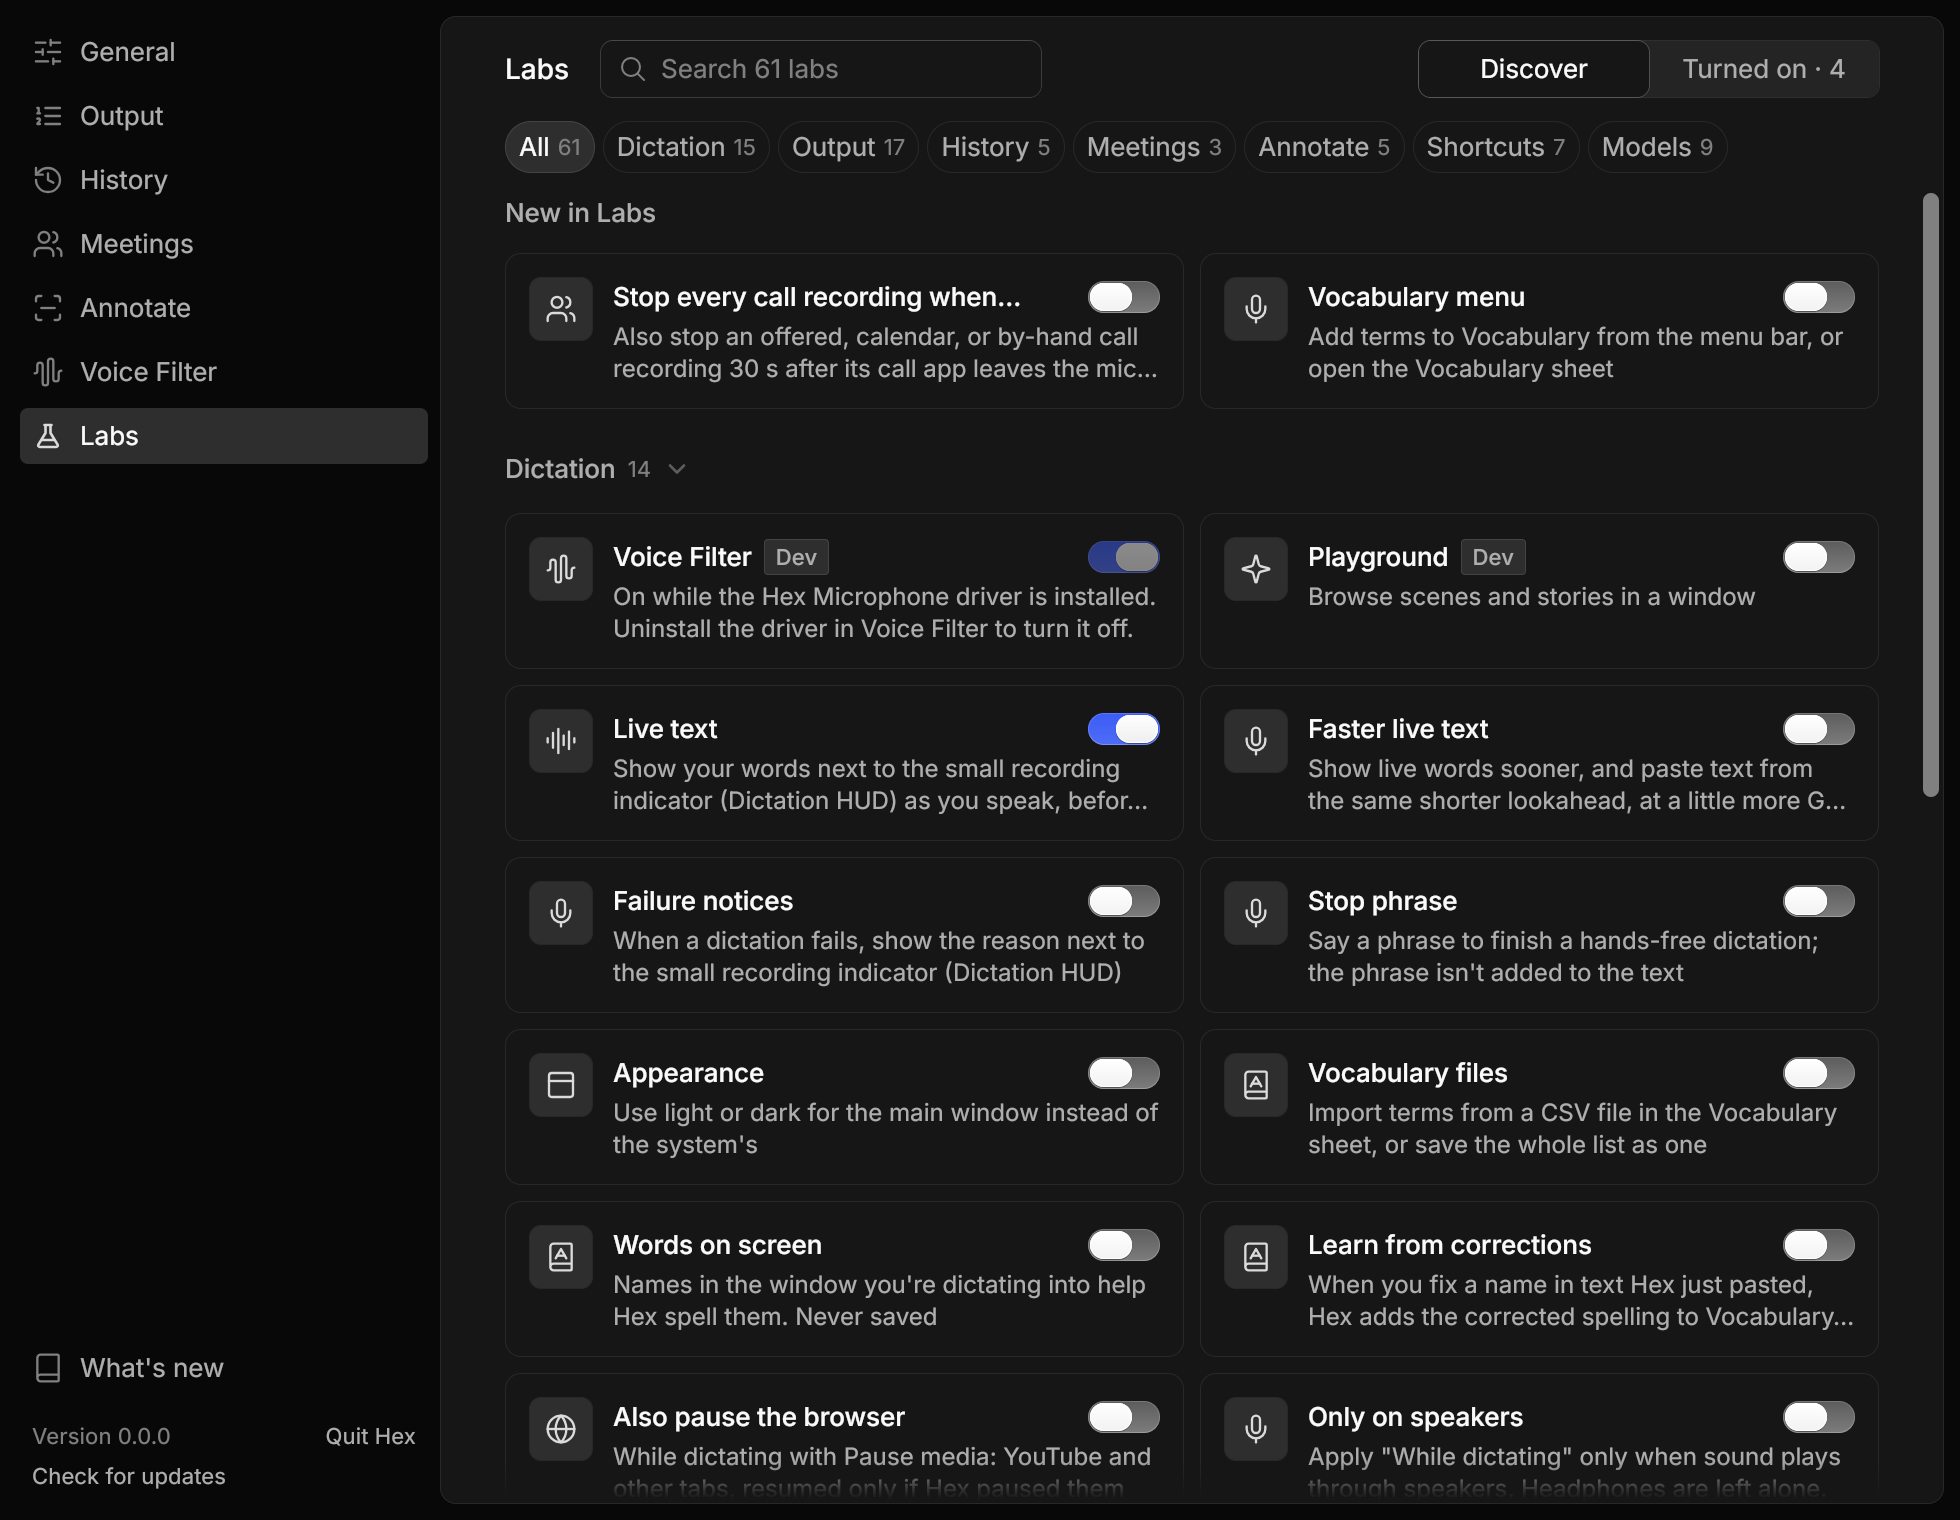 General
Output
History
Meetings
Annotate
Voice Filter
Labs
What's new
Version 0.0.0
Quit Hex
Check for updates
Labs
Search 61 labs
Discover
Turned on · 4
All 61
Dictation 15
Output 17
History 5
Meetings 3
Annotate 5
Shortcuts 7
Models 9
New in Labs
Stop every call recording when...
Also stop an offered, calendar, or by-hand call
recording 30 s after its call app leaves the mic...
Vocabulary menu
Add terms to Vocabulary from the menu bar, or
open the Vocabulary sheet
Dictation 14
Voice Filter Dev
On while the Hex Microphone driver is installed.
Uninstall the driver in Voice Filter to turn it off.
Playground Dev
Browse scenes and stories in a window
Live text
Show your words next to the small recording
indicator (Dictation HUD) as you speak, befor...
Faster live text
Show live words sooner, and paste text from
the same shorter lookahead, at a little more G...
Failure notices
When a dictation fails, show the reason next to
the small recording indicator (Dictation HUD)
Stop phrase
Say a phrase to finish a hands-free dictation;
the phrase isn't added to the text
Appearance
Use light or dark for the main window instead of
the system's
Vocabulary files
Import terms from a CSV file in the Vocabulary
sheet, or save the whole list as one
Words on screen
Names in the window you're dictating into help
Hex spell them. Never saved
Learn from corrections
When you fix a name in text Hex just pasted,
Hex adds the corrected spelling to Vocabulary...
Also pause the browser
While dictating with Pause media: YouTube and
other tabs, resumed only if Hex paused them
Only on speakers
Apply "While dictating" only when sound plays
through speakers. Headphones are left alone.